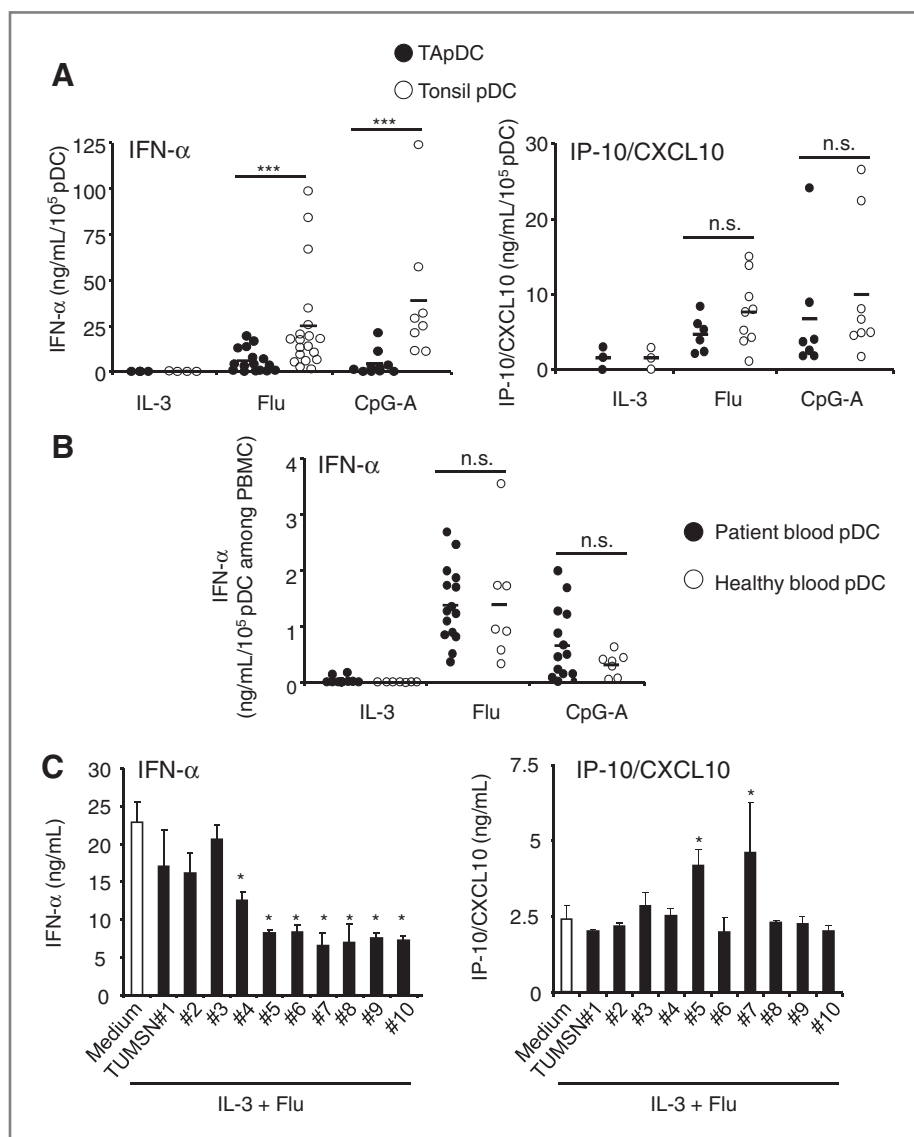 A
TApDC
Tonsil pDC
IFN-α
IFN-α (ng/mL/10⁵ pDC)
125
100
75
50
25
0
***
***
IL-3 Flu CpG-A
IP-10/CXCL10
IP-10/CXCL10 (ng/mL/10⁵ pDC)
30
20
10
0
n.s.
n.s.
IL-3 Flu CpG-A
B
IFN-α
IFN-α
(ng/mL/10⁵ pDC among PBMC)
4
3
2
1
0
n.s.
n.s.
IL-3 Flu CpG-A
Patient blood pDC
Healthy blood pDC
C
IFN-α
IFN-α (ng/mL)
30
25
20
15
10
5
0
* * * * * * *
Medium
TUMSN#1
#2
#3
#4
#5
#6
#7
#8
#9
#10
IL-3 + Flu
IP-10/CXCL10
IP-10/CXCL10 (ng/mL)
7.5
5
2.5
0
* *
Medium
TUMSN#1
#2
#3
#4
#5
#6
#7
#8
#9
#10
IL-3 + Flu